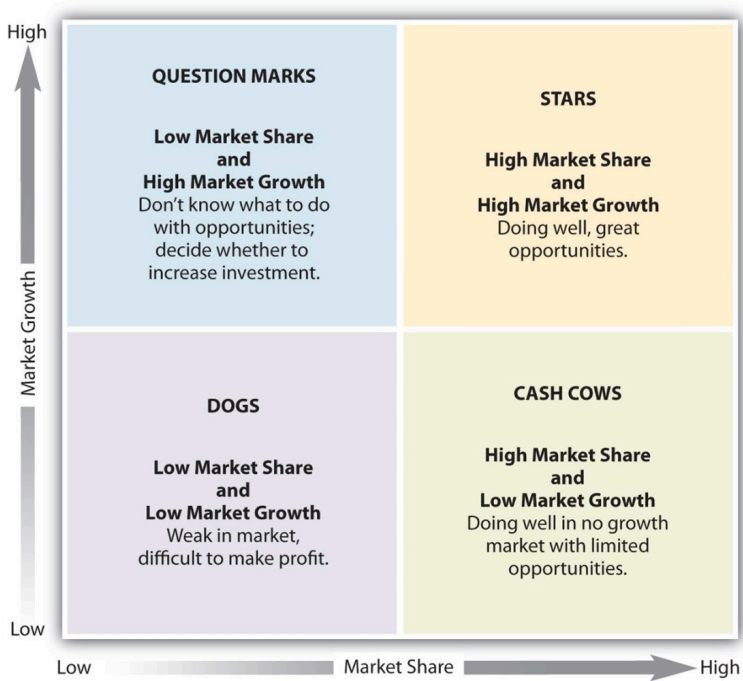 High
QUESTION MARKS
Low Market Share
and
High Market Growth
Don't know what to do
with opportunities;
decide whether to
increase investment.
STARS
High Market Share
and
High Market Growth
Doing well, great
opportunities.
Market Growth
DOGS
Low Market Share
and
Low Market Growth
Weak in market,
difficult to make profit.
CASH COWS
High Market Share
and
Low Market Growth
Doing well in no growth
market with limited
opportunities.
Low
Low
Market Share
High